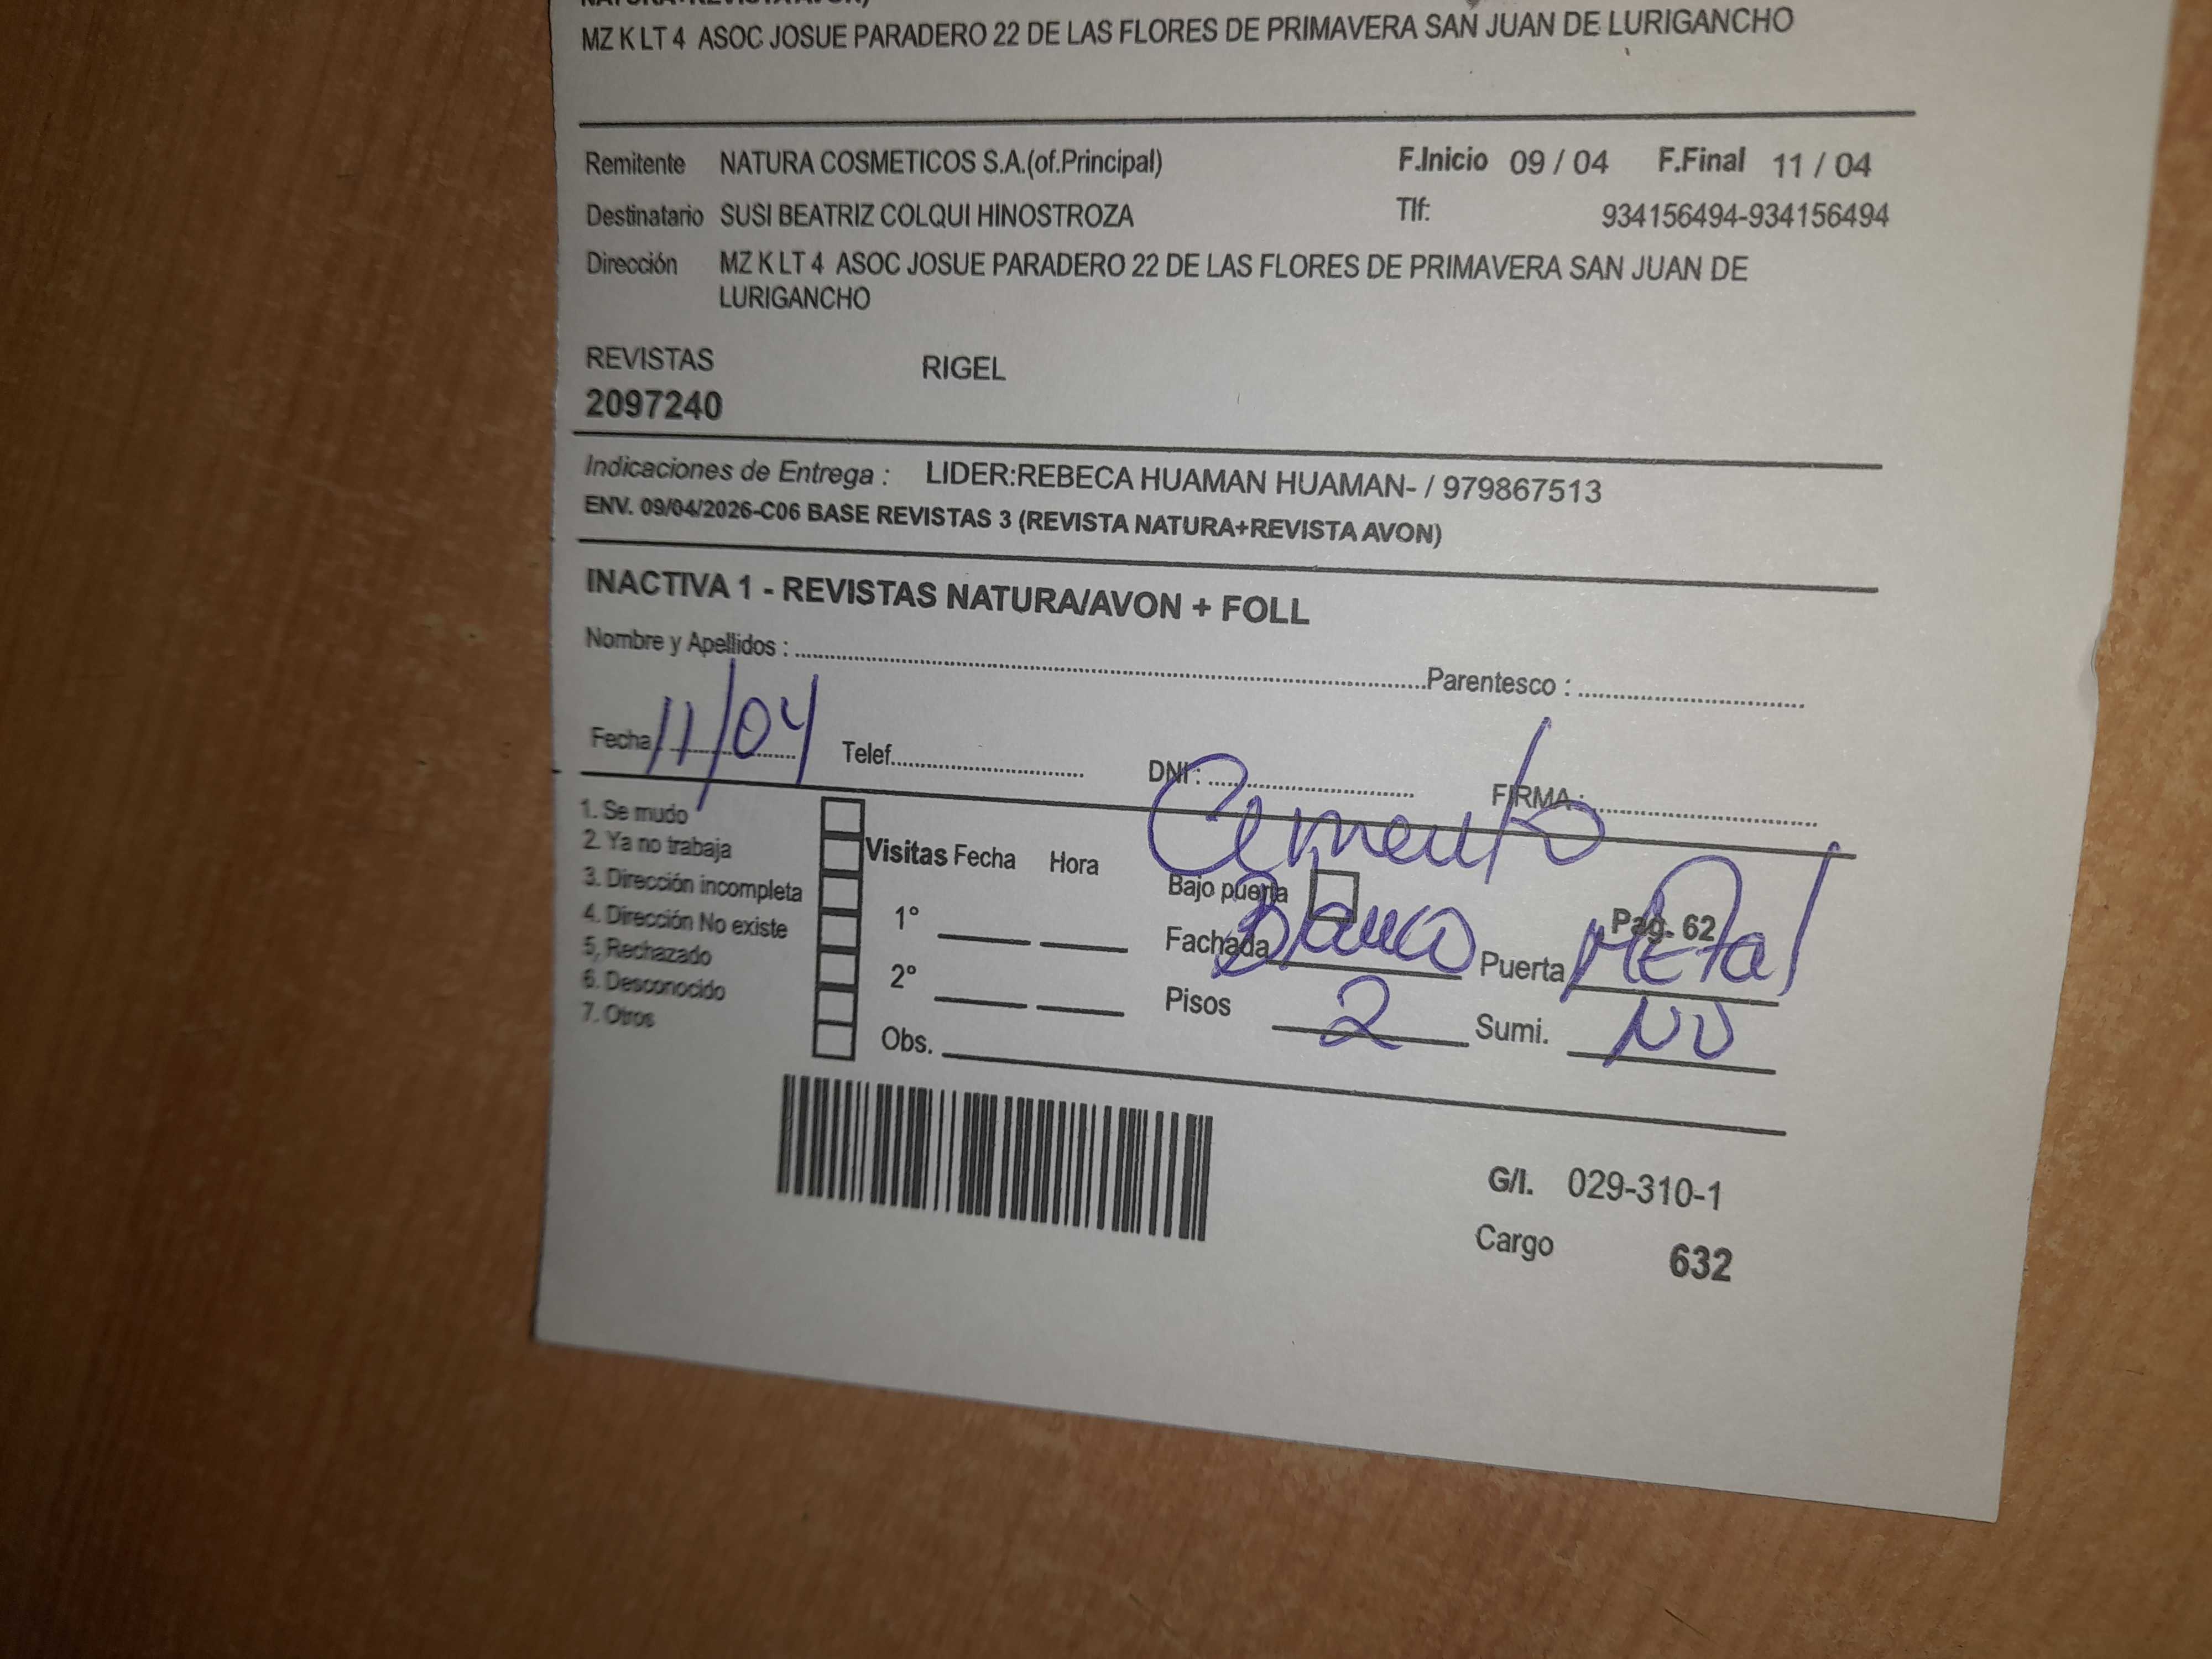 NATURA+REVISTA AVON)
MZ K LT 4 ASOC JOSUE PARADERO 22 DE LAS FLORES DE PRIMAVERA SAN JUAN DE LURIGANCHO
Remitente NATURA COSMETICOS S.A.(of.Principal) F.Inicio 09 / 04 F.Final 11 / 04
Destinatario SUSI BEATRIZ COLQUI HINOSTROZA Tlf: 934156494-934156494
Dirección MZ K LT 4 ASOC JOSUE PARADERO 22 DE LAS FLORES DE PRIMAVERA SAN JUAN DE
LURIGANCHO
REVISTAS RIGEL
2097240
Indicaciones de Entrega : LIDER:REBECA HUAMAN HUAMAN- / 979867513
ENV. 09/04/2026-C06 BASE REVISTAS 3 (REVISTA NATURA+REVISTA AVON)
INACTIVA 1 - REVISTAS NATURA/AVON + FOLL
Nombre y Apellidos : Parentesco :
Fecha : 11/04 Telef. DNI : FIRMA :
Cemento
1. Se mudo
2. Ya no trabaja Visitas Fecha Hora
3. Dirección incompleta Bajo puerta
4. Dirección No existe 1° Pag. 62
5, Rechazado Fachada Blanco Puerta METal
6. Desconocido 2° Pisos 2 Sumi. NO
7. Otros Obs.
G/I. 029-310-1
Cargo 632